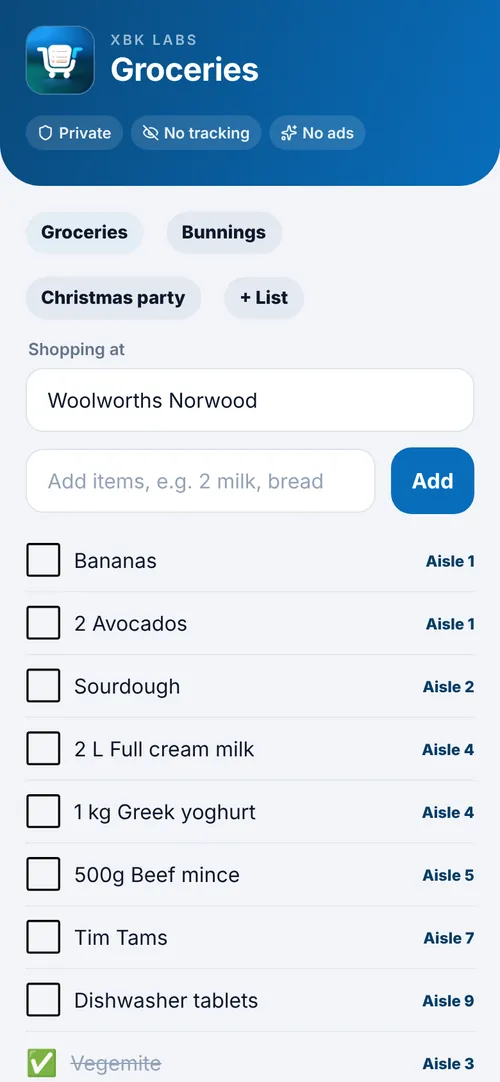 XBK LABS
Groceries
Private No tracking No ads
Groceries Bunnings
Christmas party + List
Shopping at
Woolworths Norwood
Add items, e.g. 2 milk, bread Add
Bananas Aisle 1
2 Avocados Aisle 1
Sourdough Aisle 2
2 L Full cream milk Aisle 4
1 kg Greek yoghurt Aisle 4
500g Beef mince Aisle 5
Tim Tams Aisle 7
Dishwasher tablets Aisle 9
Vegemite Aisle 3